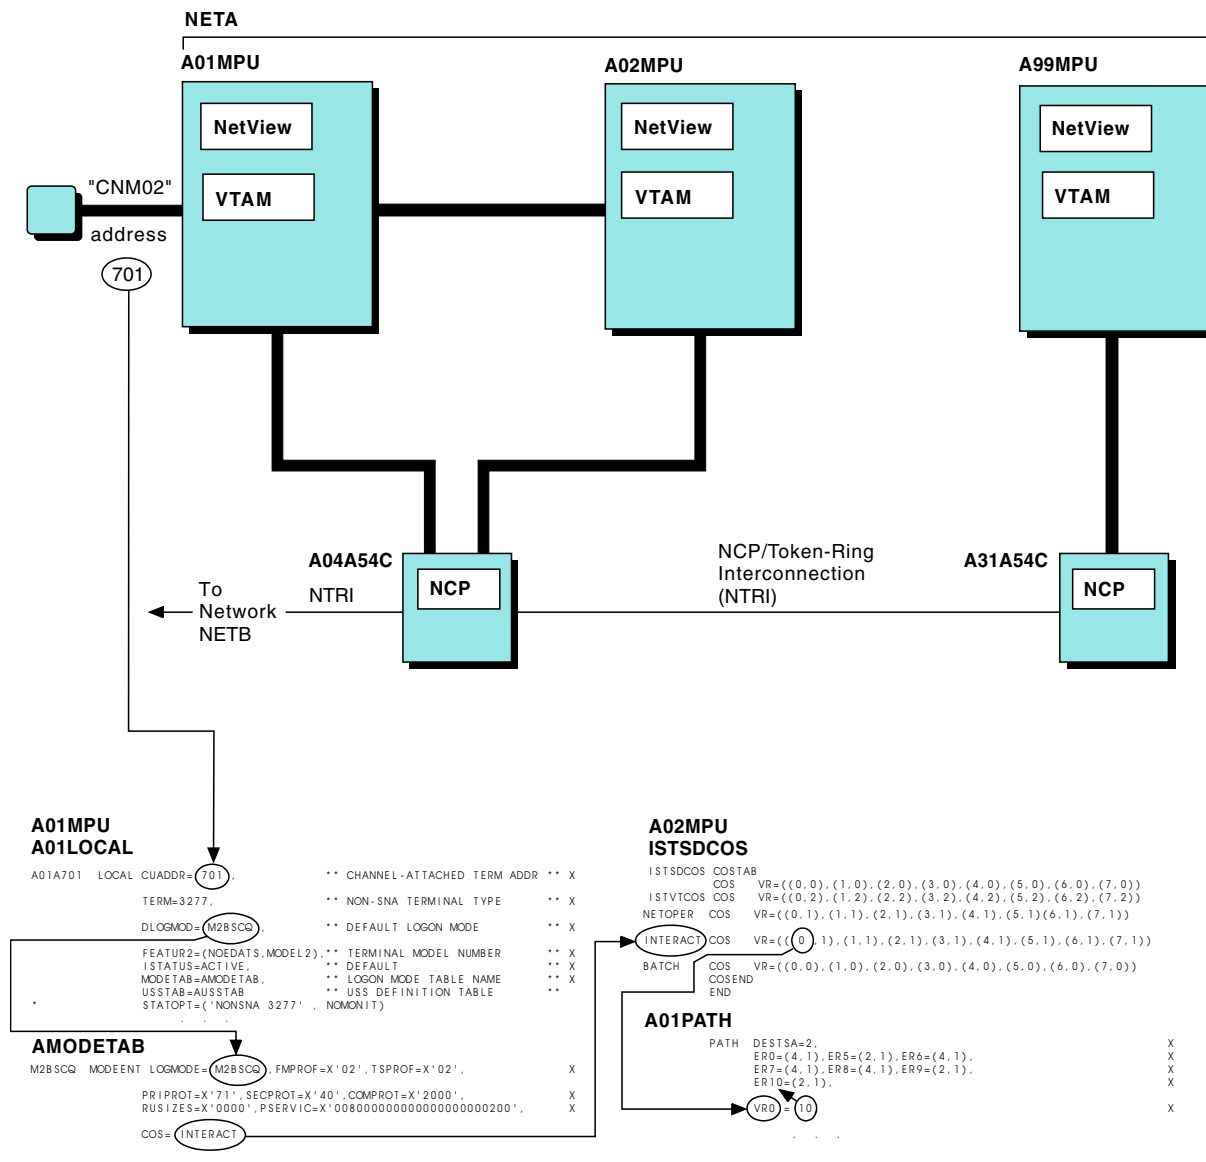 NETA
A01MPU
A02MPU
A99MPU
NetView
NetView
NetView
VTAM
VTAM
VTAM
"CNM02"
address
701
A04A54C
NCP
NTRI
To
Network
NETB
NCP/Token-Ring
Interconnection
(NTRI)
A31A54C
NCP
A01MPU
A01LOCAL
A01A701 LOCAL CUADDR=701, ** CHANNEL-ATTACHED TERM ADDR ** X
TERM=3277, ** NON-SNA TERMINAL TYPE ** X
DLOGMOD=M2BSCQ, ** DEFAULT LOGON MODE ** X
FEATUR2=(NOEDATS,MODEL2), ** TERMINAL MODEL NUMBER ** X
ISTATUS=ACTIVE, ** DEFAULT ** X
MODETAB=AMODETAB, ** LOGON MODE TABLE NAME ** X
USSTAB=AUSSTAB ** USS DEFINITION TABLE **
* STATOPT=('NONSNA 3277' , NOMONIT)
. . .
AMODETAB
M2BSCQ MODEENT LOGMODE=M2BSCQ,FMPROF=X'02',TSPROF=X'02', X
PRIPROT=X'71',SECPROT=X'40',COMPROT=X'2000', X
RUSIZES=X'0000',PSERVIC=X'008000000000000000000200', X
COS=INTERACT
A02MPU
ISTSDCOS
ISTSDCOS COSTAB
COS VR=((0,0),(1,0),(2,0),(3,0),(4,0),(5,0),(6,0),(7,0))
ISTVTCOS COS VR=((0,2),(1,2),(2,2),(3,2),(4,2),(5,2),(6,2),(7,2))
NETOPER COS VR=((0,1),(1,1),(2,1),(3,1),(4,1),(5,1)(6,1),(7,1))
INTERACT COS VR=((0,1),(1,1),(2,1),(3,1),(4,1),(5,1),(6,1),(7,1))
BATCH COS VR=((0,0),(1,0),(2,0),(3,0),(4,0),(5,0),(6,0),(7,0))
COSEND
END
A01PATH
PATH DESTSA=2, X
ER0=(4,1),ER5=(2,1),ER6=(4,1), X
ER7=(4,1),ER8=(4,1),ER9=(2,1), X
ER10=(2,1), X
VR0=10 X
. . .